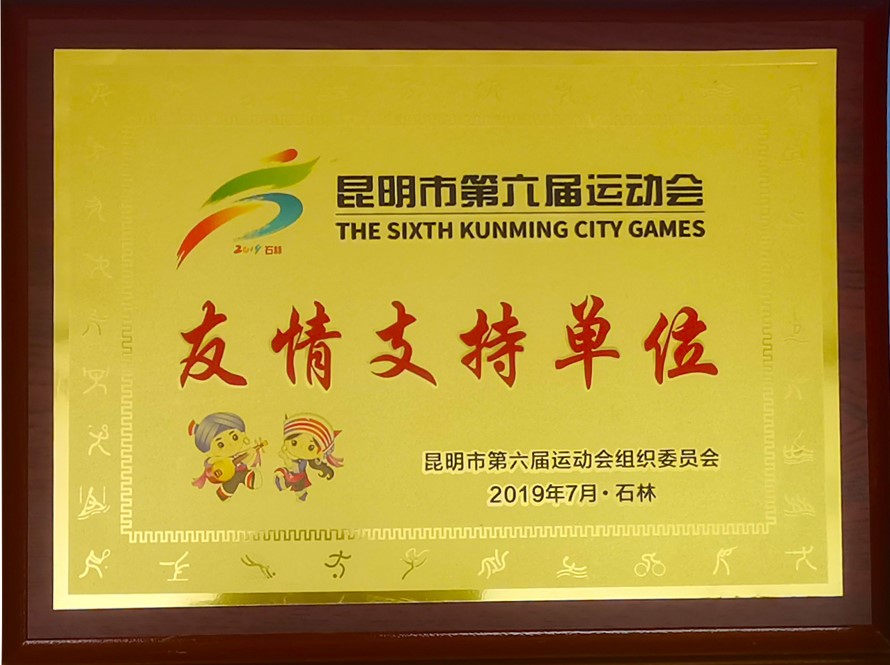 昆明市第六届运动会
THE SIXTH KUNMING CITY GAMES
2019 石林
友情支持单位
昆明市第六届运动会组织委员会
2019年7月·石林